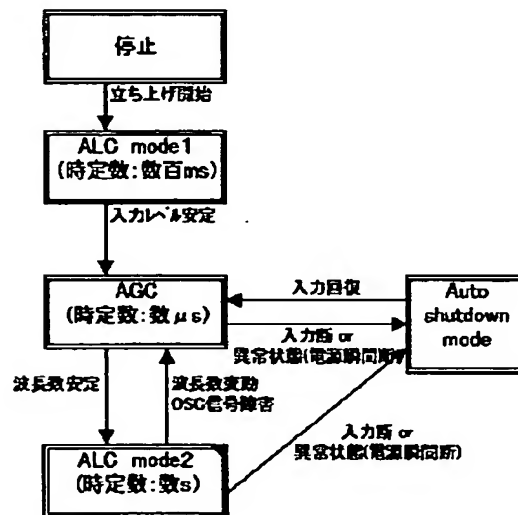 停止
立ち上げ開始
ALC mode1
(時定数:数百ms)
入力レベル安定
AGC
(時定数:数μs)
入力回復
Auto
shutdown
mode
入力断 or
異常状態(電源瞬間断)
波長数安定
波長数変動
OSC信号障害
入力断 or
異常状態(電源瞬間断)
ALC mode2
(時定数:数s)